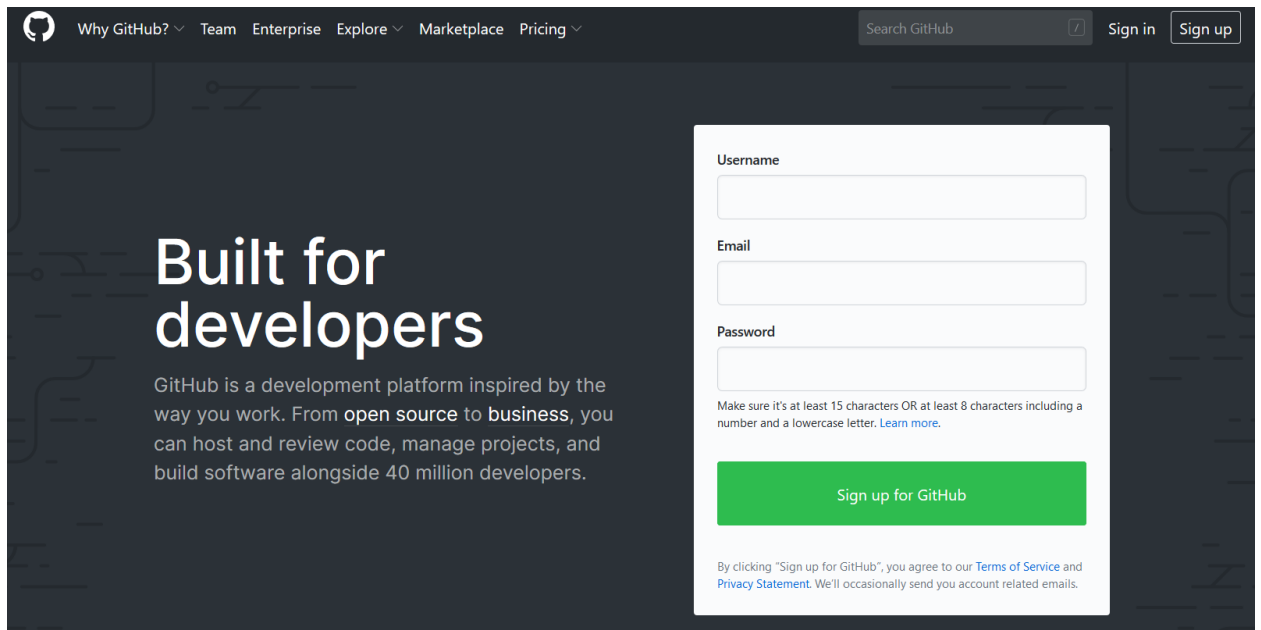 Why GitHub? Team Enterprise Explore Marketplace Pricing Search GitHub / Sign in Sign up
Built for
developers
GitHub is a development platform inspired by the
way you work. From open source to business, you
can host and review code, manage projects, and
build software alongside 40 million developers.
Username
Email
Password
Make sure it's at least 15 characters OR at least 8 characters including a
number and a lowercase letter. Learn more.
Sign up for GitHub
By clicking “Sign up for GitHub”, you agree to our Terms of Service and
Privacy Statement. We’ll occasionally send you account related emails.